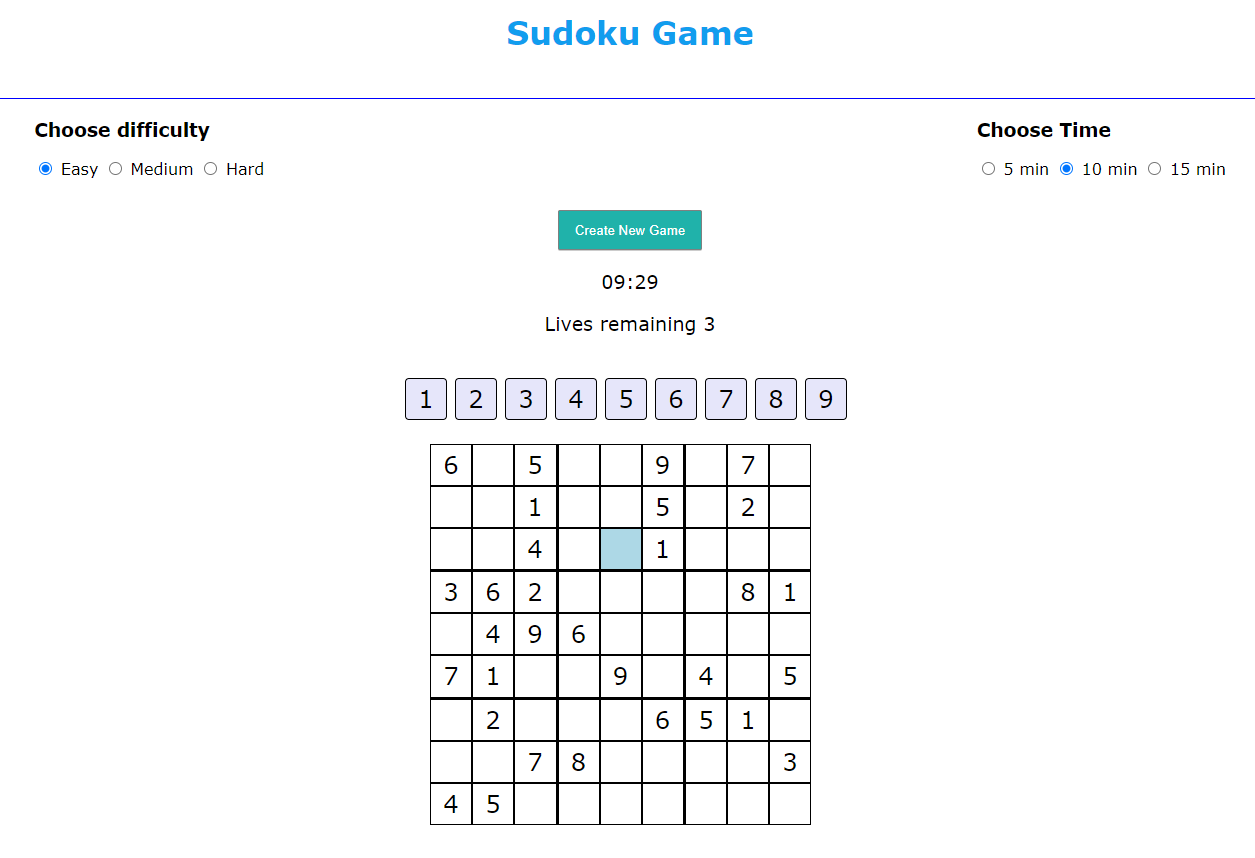 Sudoku Game
Choose difficulty
Choose Time
Easy Medium Hard
5 min 10 min 15 min
Create New Game
09:29
Lives remaining 3
1 2 3 4 5 6 7 8 9
6 5 9 7
1 5 2
4 1
3 6 2 8 1
4 9 6
7 1 9 4 5
2 6 5 1
7 8 3
4 5